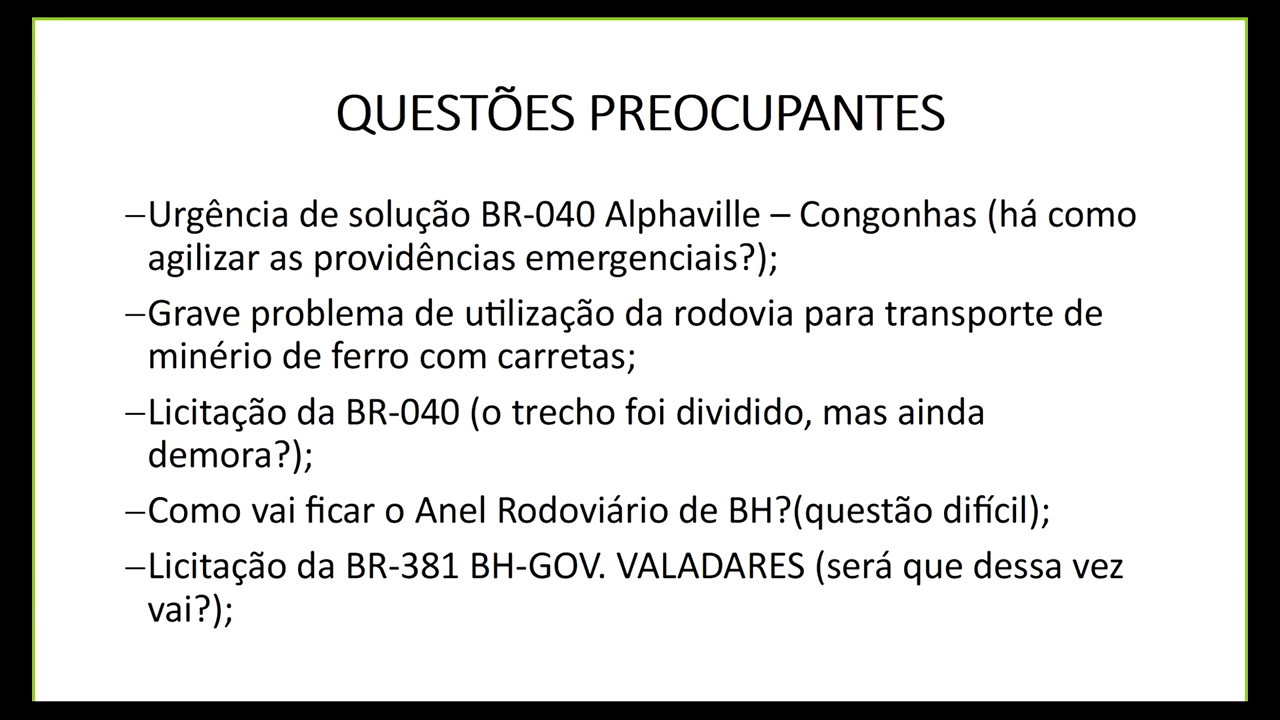 QUESTÕES PREOCUPANTES
–Urgência de solução BR-040 Alphaville – Congonhas (há como
agilizar as providências emergenciais?);
–Grave problema de utilização da rodovia para transporte de
minério de ferro com carretas;
–Licitação da BR-040 (o trecho foi dividido, mas ainda
demora?);
–Como vai ficar o Anel Rodoviário de BH?(questão difícil);
–Licitação da BR-381 BH-GOV. VALADARES (será que dessa vez
vai?);